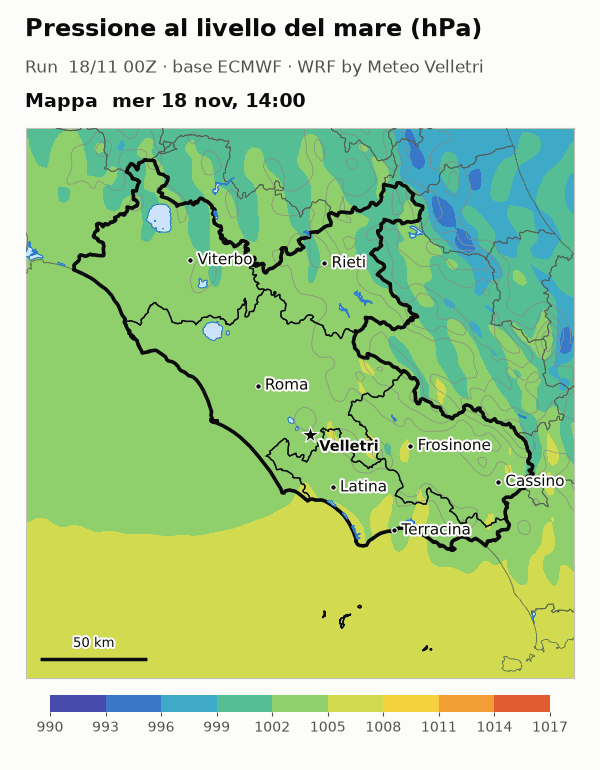 Pressione al livello del mare (hPa)
Run  18/11 00Z · base ECMWF · WRF by Meteo Velletri
Mappa  mer 18 nov, 14:00
Viterbo
Rieti
Roma
Velletri
Frosinone
Latina
Cassino
Terracina
50 km
990 993 996 999 1002 1005 1008 1011 1014 1017